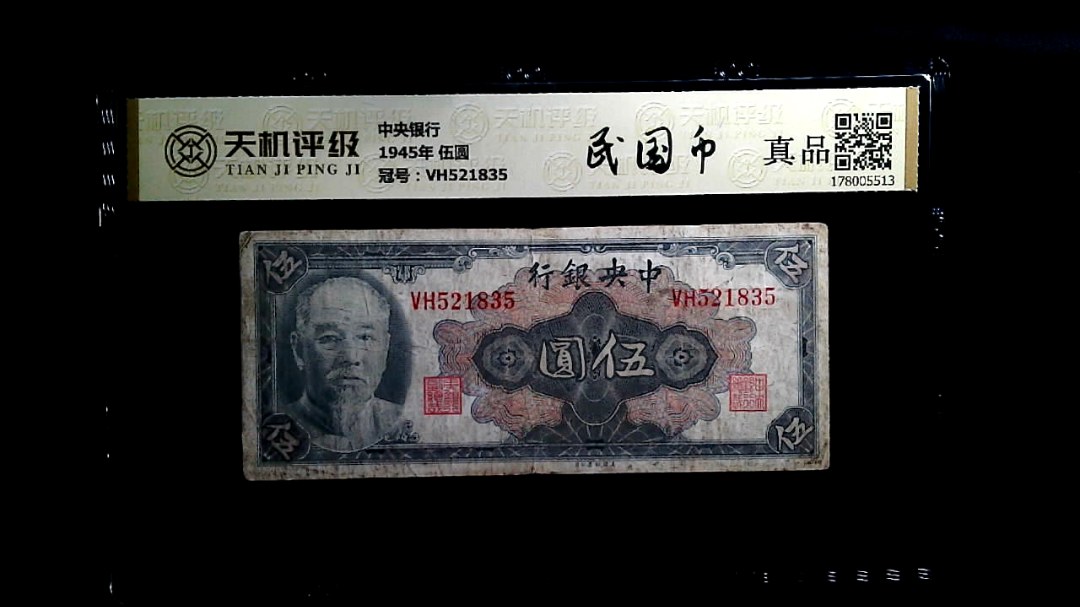 天机评级
TIAN JI PING JI
中央银行
1945年 伍圆
冠号：VH521835
民国币
真品
178005513
行銀央中
VH521835
VH521835
圓伍
伍
伍
伍
伍